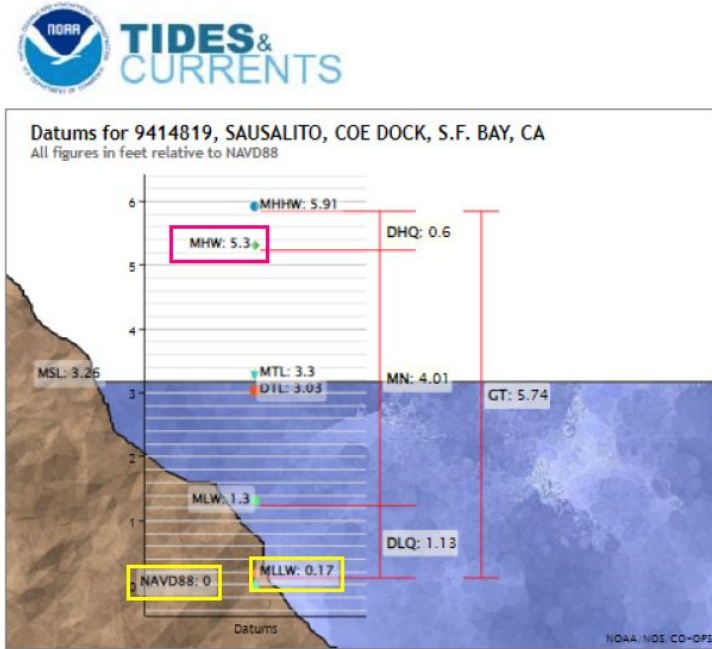 NOAA
TIDES &
CURRENTS
Datums for 9414819, SAUSALITO, COE DOCK, S.F. BAY, CA
All figures in feet relative to NAVD88
6
MHHW: 5.91
DHQ: 0.6
MHW: 5.3
5
4
MSL: 3.26
MTL: 3.3
MN: 4.01
3
DTL: 3.03
GT: 5.74
2
MLW: 1.3
1
DLQ: 1.13
MLLW: 0.17
NAVD88: 0
0
Datums
NOAA/NOS/CO-OPS